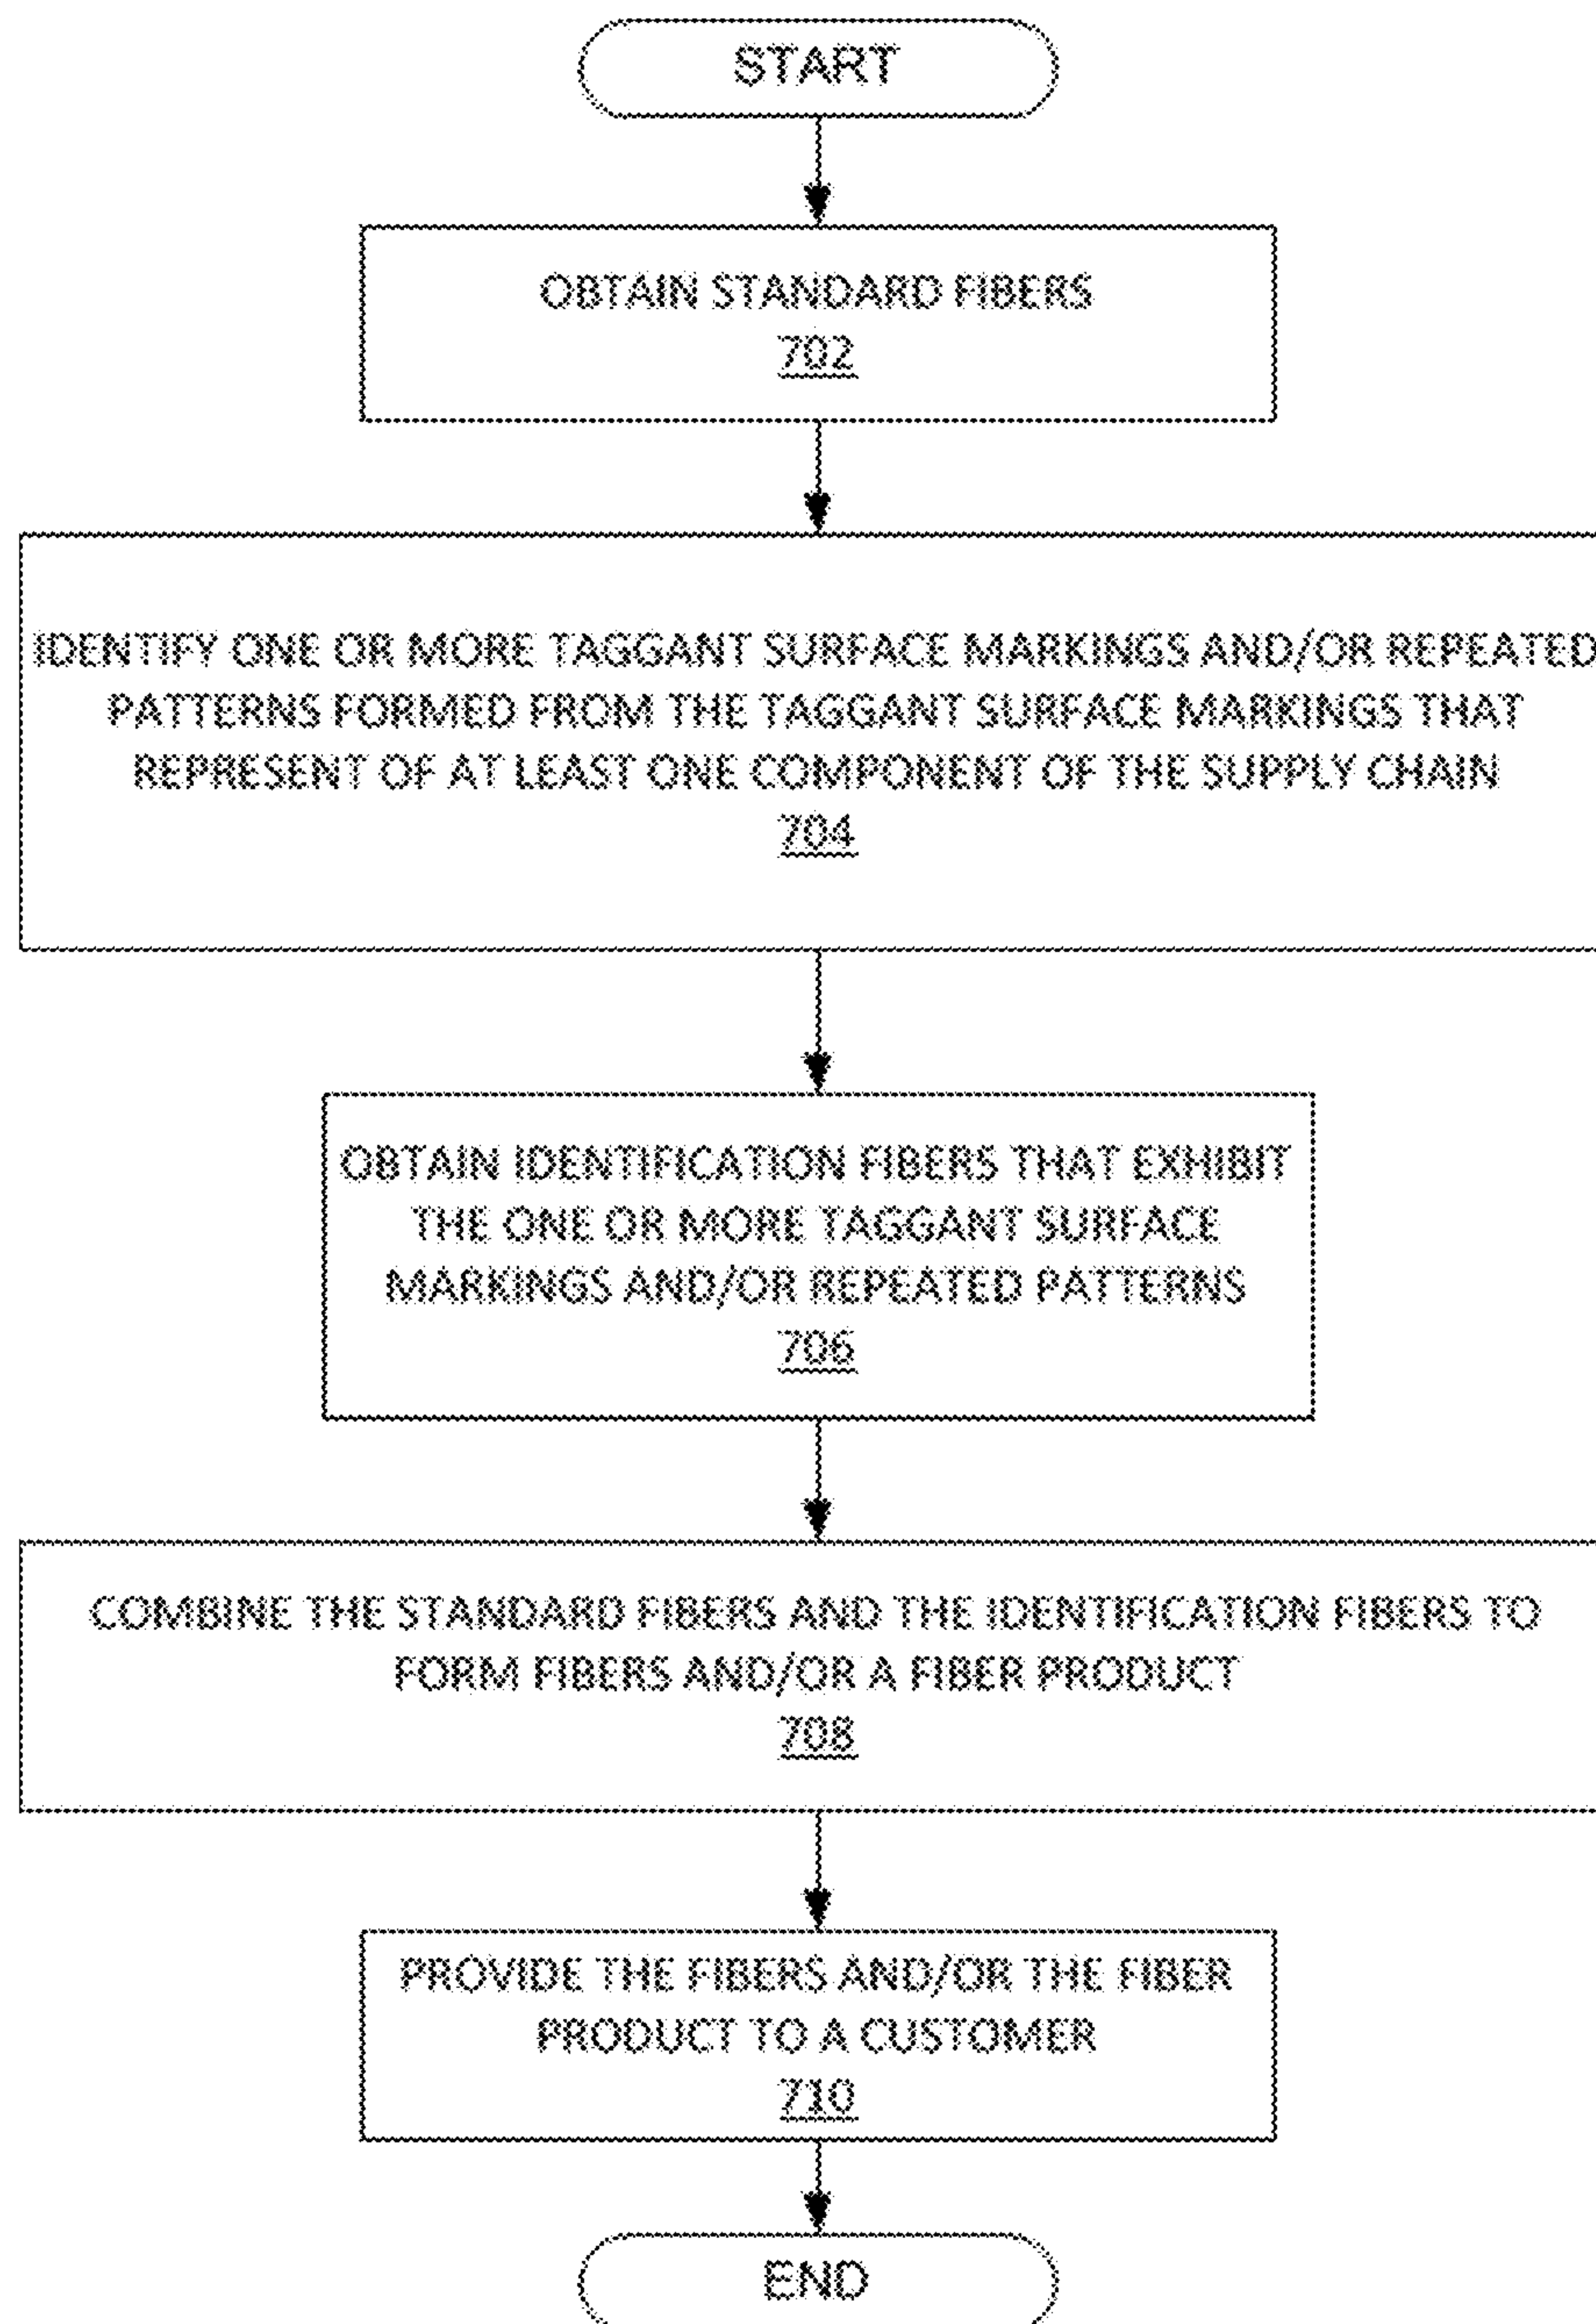 START
OBTAIN STANDARD FIBERS
702
IDENTIFY ONE OR MORE TAGGANT SURFACE MARKINGS AND/OR REPEATED
PATTERNS FORMED FROM THE TAGGANT SURFACE MARKINGS THAT
REPRESENT OF AT LEAST ONE COMPONENT OF THE SUPPLY CHAIN
704
OBTAIN IDENTIFICATION FIBERS THAT EXHIBIT
THE ONE OR MORE TAGGANT SURFACE
MARKINGS AND/OR REPEATED PATTERNS
706
COMBINE THE STANDARD FIBERS AND THE IDENTIFICATION FIBERS TO
FORM FIBERS AND/OR A FIBER PRODUCT
708
PROVIDE THE FIBERS AND/OR THE FIBER
PRODUCT TO A CUSTOMER
710
END